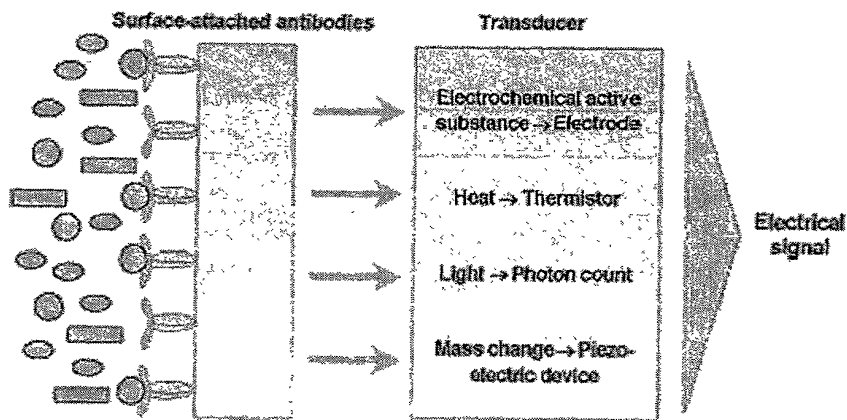 Surface-attached antibodies
Transducer
Electrochemical active
substance → Electrode
Heat → Thermistor
Light → Photon count
Mass change → Piezo-
electric device
Electrical
signal